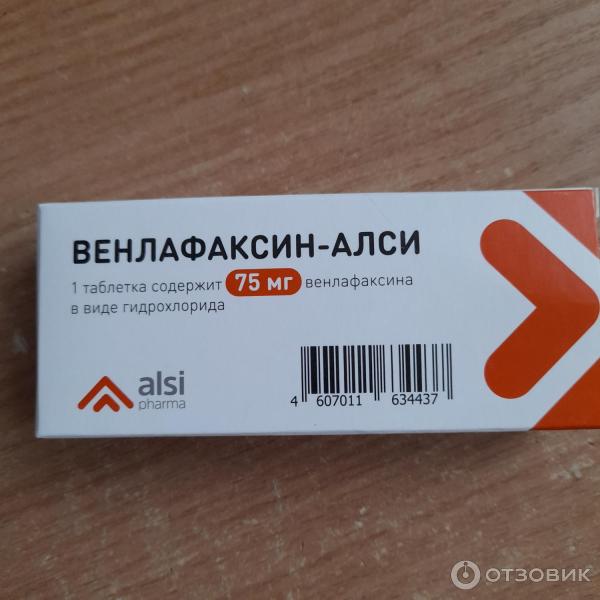 ВЕНЛАФАКСИН-АЛСИ
1 таблетка содержит 75 мг венлафаксина
в виде гидрохлорида
alsi
pharma
4 607011 634437
ОТЗОВИК